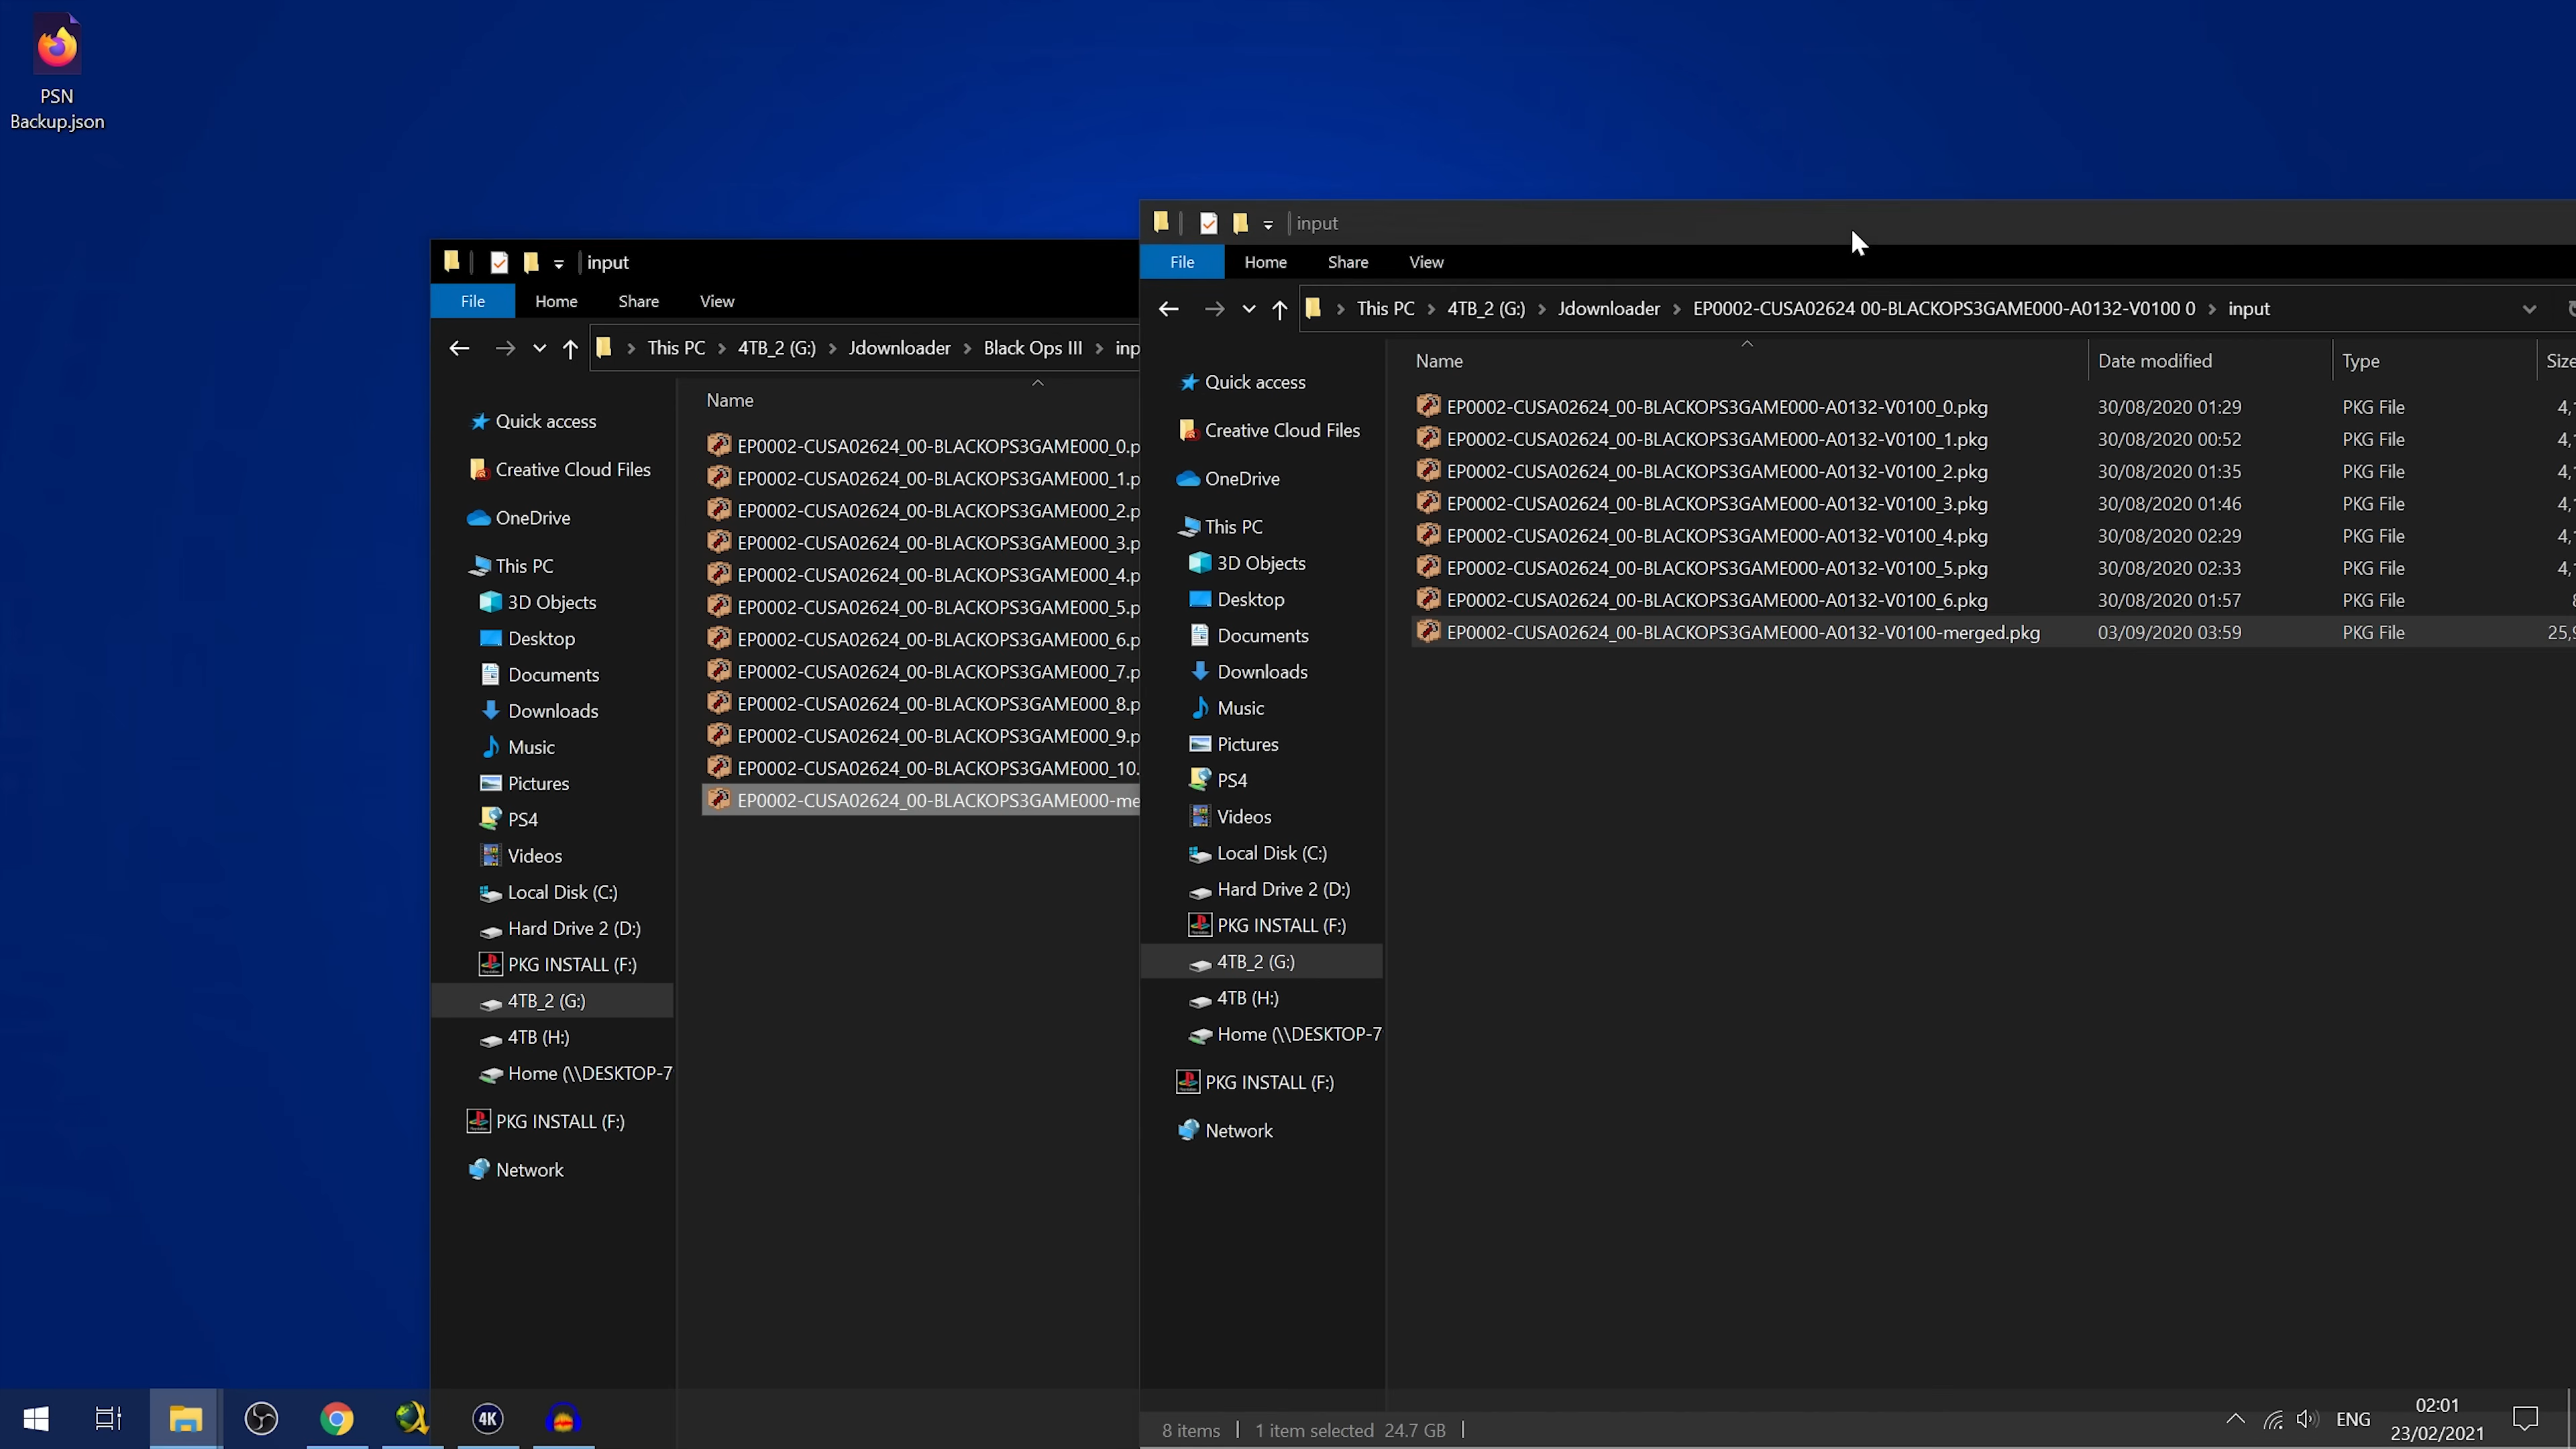 PSN
Backup.json
input
File Home Share View
This PC 4TB_2 (G:) Jdownloader Black Ops III inp
Name
Quick access
Creative Cloud Files
OneDrive
This PC
3D Objects
Desktop
Documents
Downloads
Music
Pictures
PS4
Videos
Local Disk (C:)
Hard Drive 2 (D:)
PKG INSTALL (F:)
4TB_2 (G:)
4TB (H:)
Home (\\DESKTOP-7
PKG INSTALL (F:)
Network
EP0002-CUSA02624_00-BLACKOPS3GAME000_0.p
EP0002-CUSA02624_00-BLACKOPS3GAME000_1.p
EP0002-CUSA02624_00-BLACKOPS3GAME000_2.p
EP0002-CUSA02624_00-BLACKOPS3GAME000_3.p
EP0002-CUSA02624_00-BLACKOPS3GAME000_4.p
EP0002-CUSA02624_00-BLACKOPS3GAME000_5.p
EP0002-CUSA02624_00-BLACKOPS3GAME000_6.p
EP0002-CUSA02624_00-BLACKOPS3GAME000_7.p
EP0002-CUSA02624_00-BLACKOPS3GAME000_8.p
EP0002-CUSA02624_00-BLACKOPS3GAME000_9.p
EP0002-CUSA02624_00-BLACKOPS3GAME000_10.
EP0002-CUSA02624_00-BLACKOPS3GAME000-me
input
File Home Share View
This PC 4TB_2 (G:) Jdownloader EP0002-CUSA02624 00-BLACKOPS3GAME000-A0132-V0100 0 input
Name Date modified Type Size
Quick access
Creative Cloud Files
OneDrive
This PC
3D Objects
Desktop
Documents
Downloads
Music
Pictures
PS4
Videos
Local Disk (C:)
Hard Drive 2 (D:)
PKG INSTALL (F:)
4TB_2 (G:)
4TB (H:)
Home (\\DESKTOP-7
PKG INSTALL (F:)
Network
EP0002-CUSA02624_00-BLACKOPS3GAME000-A0132-V0100_0.pkg 30/08/2020 01:29 PKG File 4,
EP0002-CUSA02624_00-BLACKOPS3GAME000-A0132-V0100_1.pkg 30/08/2020 00:52 PKG File 4,
EP0002-CUSA02624_00-BLACKOPS3GAME000-A0132-V0100_2.pkg 30/08/2020 01:35 PKG File 4,
EP0002-CUSA02624_00-BLACKOPS3GAME000-A0132-V0100_3.pkg 30/08/2020 01:46 PKG File 4,
EP0002-CUSA02624_00-BLACKOPS3GAME000-A0132-V0100_4.pkg 30/08/2020 02:29 PKG File 4,
EP0002-CUSA02624_00-BLACKOPS3GAME000-A0132-V0100_5.pkg 30/08/2020 02:33 PKG File 4,
EP0002-CUSA02624_00-BLACKOPS3GAME000-A0132-V0100_6.pkg 30/08/2020 01:57 PKG File
EP0002-CUSA02624_00-BLACKOPS3GAME000-A0132-V0100-merged.pkg 03/09/2020 03:59 PKG File 25,
8 items 1 item selected 24.7 GB
4K
ENG
02:01
23/02/2021